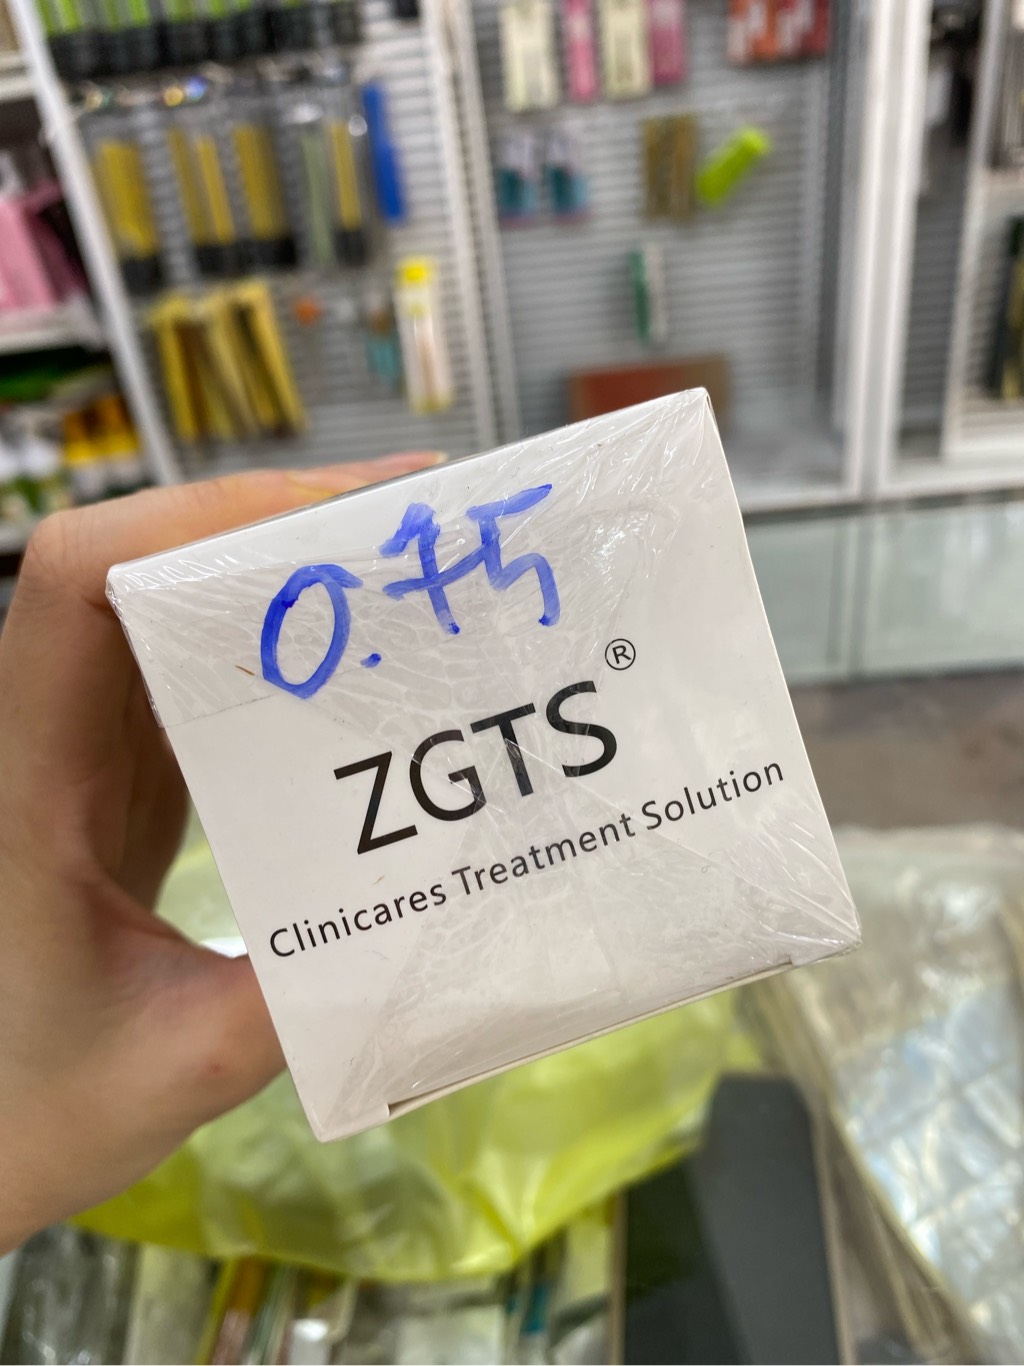 0.75
ZGTS®
Clinicares Treatment Solution